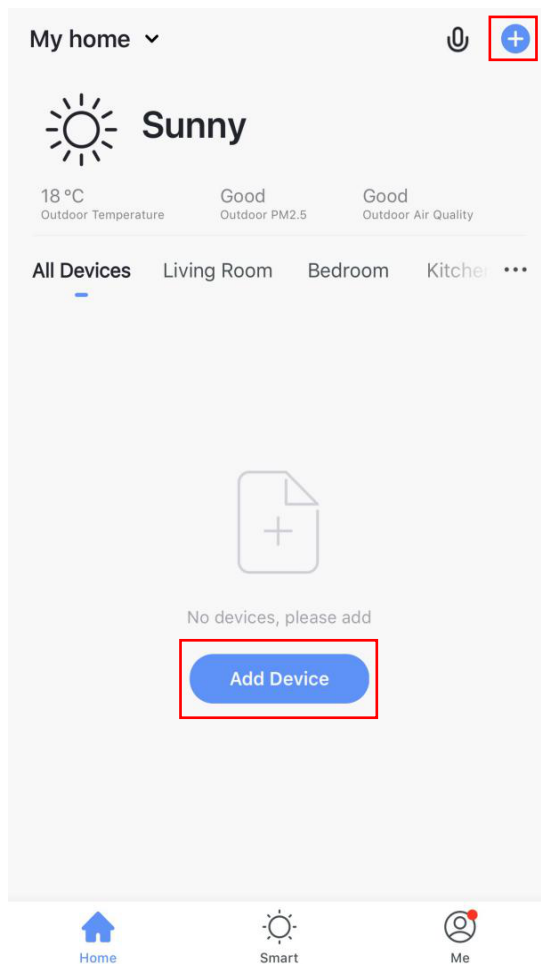 My home
Sunny
18 °C Good Good
Outdoor Temperature Outdoor PM2.5 Outdoor Air Quality
All Devices Living Room Bedroom Kitche
No devices, please add
Add Device
Home Smart Me